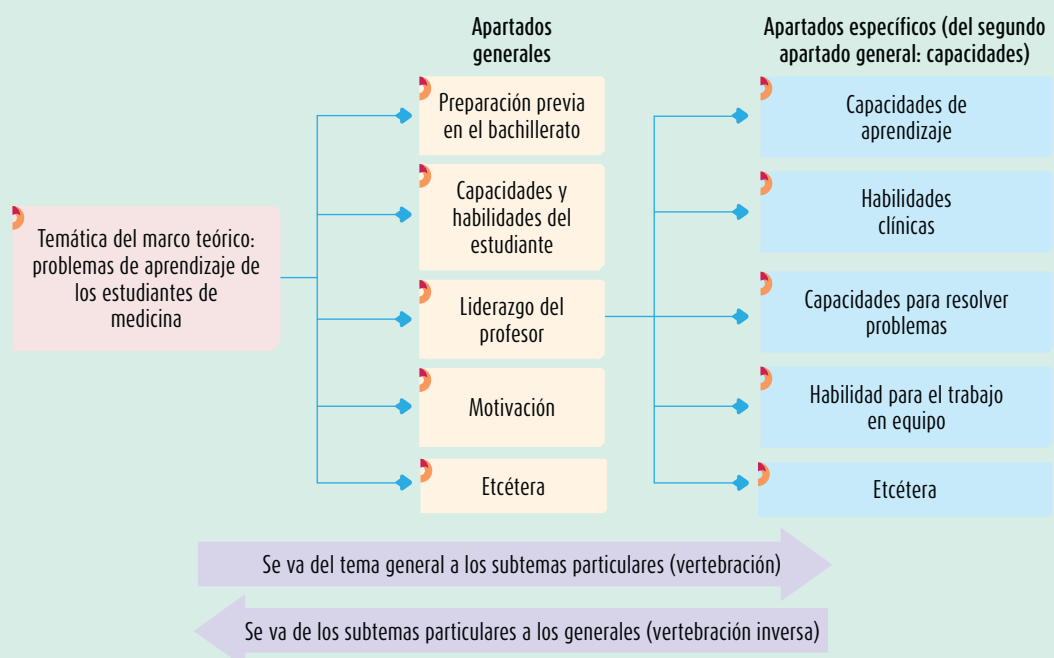 Apartados
generales
Apartados específicos (del segundo
apartado general: capacidades)
Temática del marco teórico:
problemas de aprendizaje de
los estudiantes de
medicina
Preparación previa
en el bachillerato
Capacidades y
habilidades del
estudiante
Liderazgo del
profesor
Motivación
Etcétera
Capacidades de
aprendizaje
Habilidades
clínicas
Capacidades para resolver
problemas
Habilidad para el trabajo
en equipo
Etcétera
Se va del tema general a los subtemas particulares (vertebración)
Se va de los subtemas particulares a los generales (vertebración inversa)